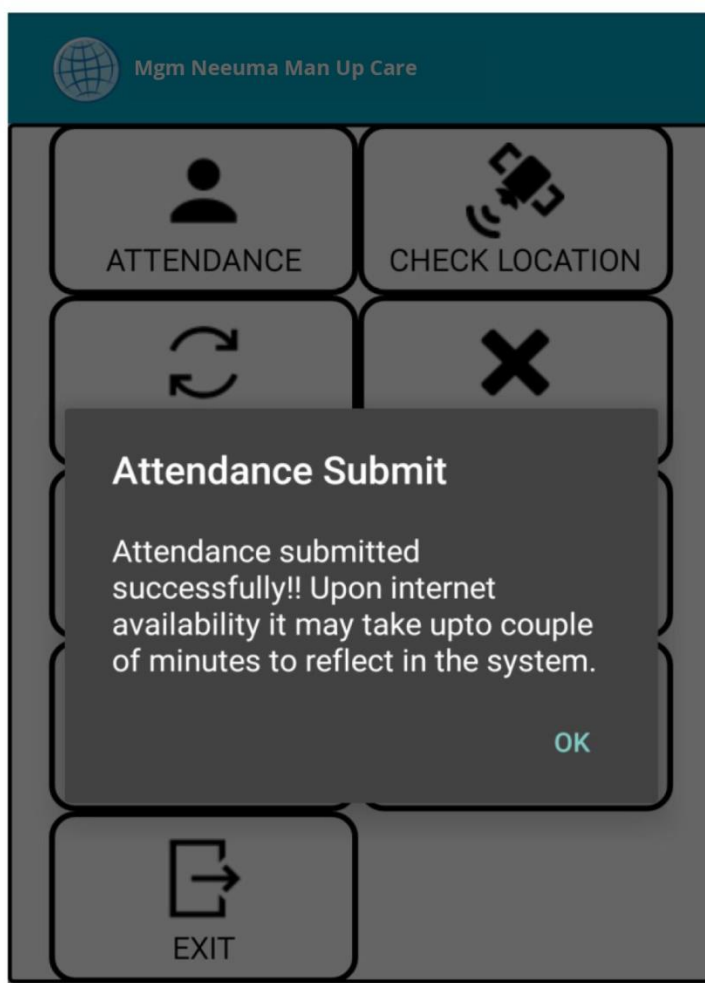 Mgm Neeuma Man Up Care
ATTENDANCE
CHECK LOCATION
Attendance Submit
Attendance submitted
successfully!! Upon internet
availability it may take upto couple
of minutes to reflect in the system.
OK
EXIT